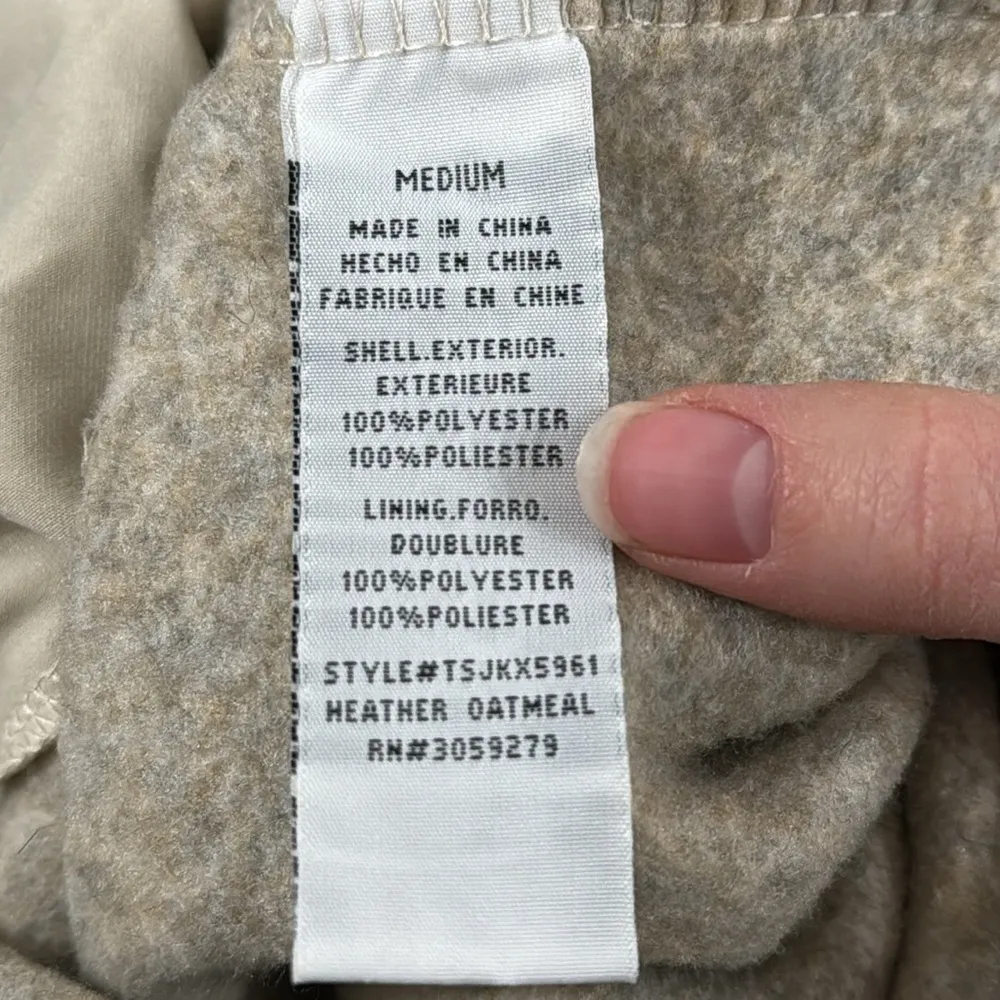 MEDIUM
MADE IN CHINA
HECHO EN CHINA
FABRIQUE EN CHINE
SHELL.EXTERIOR.
EXTERIEURE
100%POLYESTER
100%POLIESTER
LINING.FORRO.
DOUBLURE
100%POLYESTER
100%POLIESTER
STYLE#TSJKX5961
HEATHER OATMEAL
RN#3059279